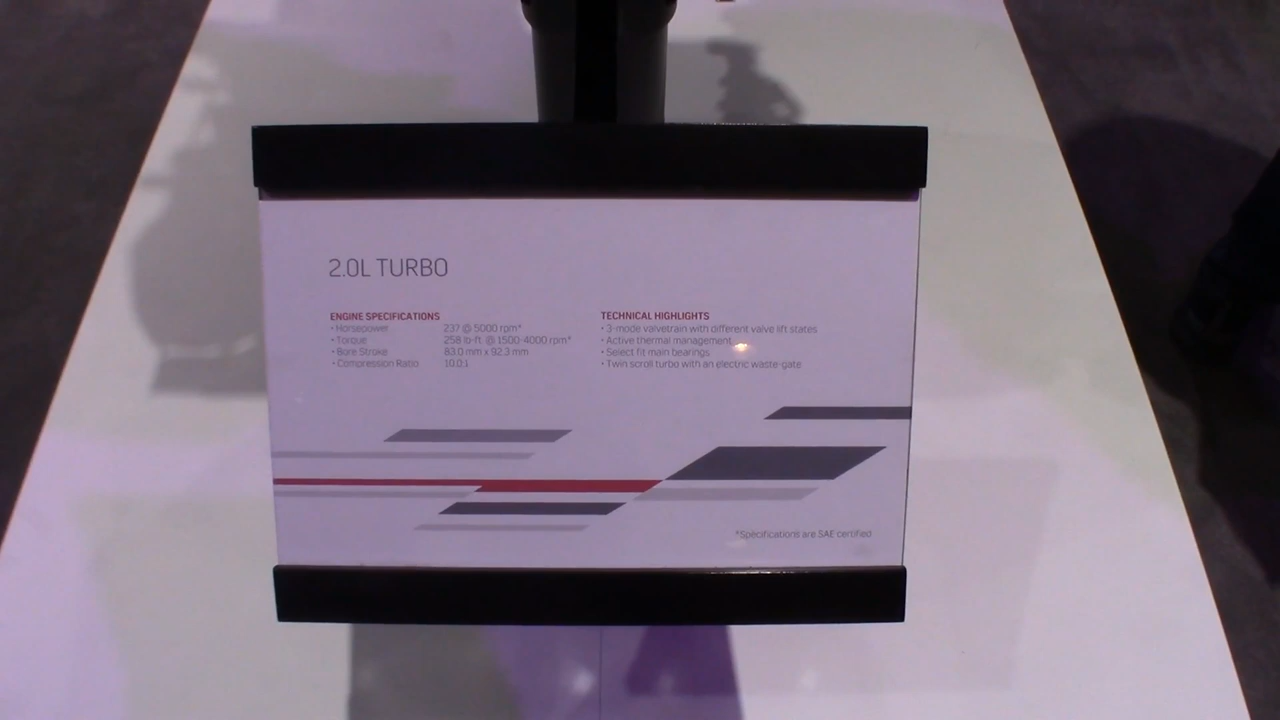 2.0L TURBO
ENGINE SPECIFICATIONS
• Horsepower 237 @ 5000 rpm*
• Torque 258 lb-ft @ 1500-4000 rpm*
• Bore Stroke 83.0 mm x 92.3 mm
• Compression Ratio 10.0:1
TECHNICAL HIGHLIGHTS
• 3-mode valvetrain with different valve lift states
• Active thermal management
• Select fit main bearings
• Twin scroll turbo with an electric waste-gate
*Specifications are SAE certified